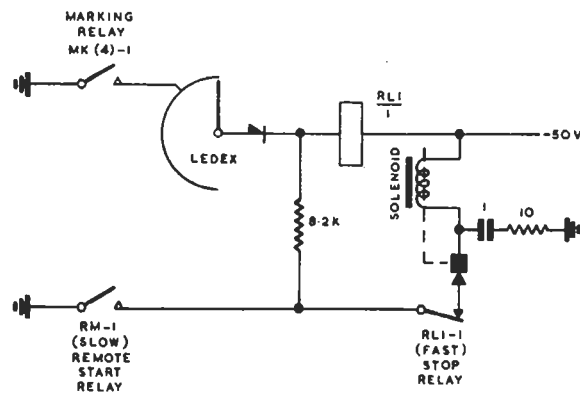 MARKING
RELAY
MK (4)-1
LEDEX
RL1
1
-50V
SOLENOID
8·2K
1
10
RM-1
(SLOW)
REMOTE
START
RELAY
RL1-1
(FAST)
STOP
RELAY